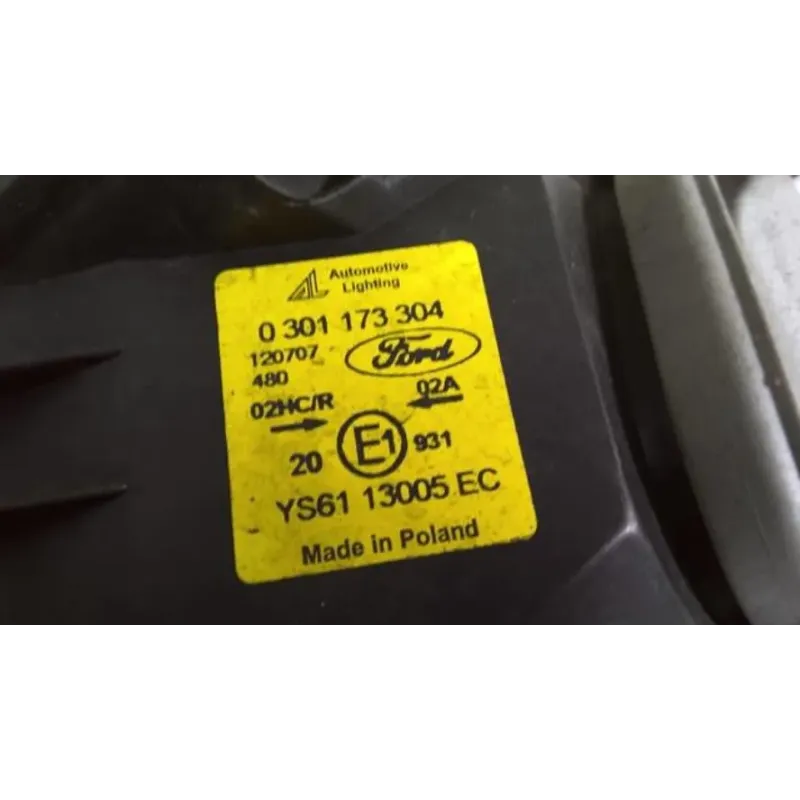 AL Automotive
Lighting
0 301 173 304
120707
Ford
480
02HC/R
02A
20
E1
931
YS61 13005 EC
Made in Poland